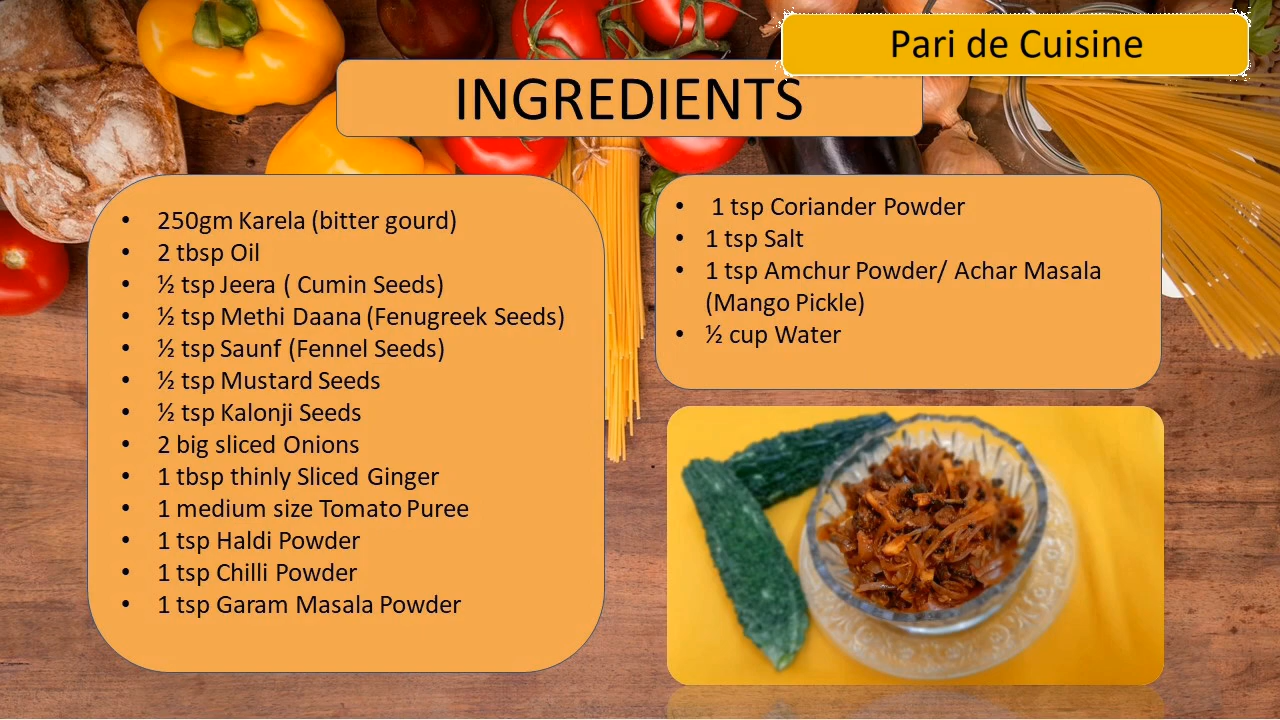 Pari de Cuisine
INGREDIENTS
• 250gm Karela (bitter gourd)
• 2 tbsp Oil
• ½ tsp Jeera ( Cumin Seeds)
• ½ tsp Methi Daana (Fenugreek Seeds)
• ½ tsp Saunf (Fennel Seeds)
• ½ tsp Mustard Seeds
• ½ tsp Kalonji Seeds
• 2 big sliced Onions
• 1 tbsp thinly Sliced Ginger
• 1 medium size Tomato Puree
• 1 tsp Haldi Powder
• 1 tsp Chilli Powder
• 1 tsp Garam Masala Powder
• 1 tsp Coriander Powder
• 1 tsp Salt
• 1 tsp Amchur Powder/ Achar Masala
(Mango Pickle)
• ½ cup Water